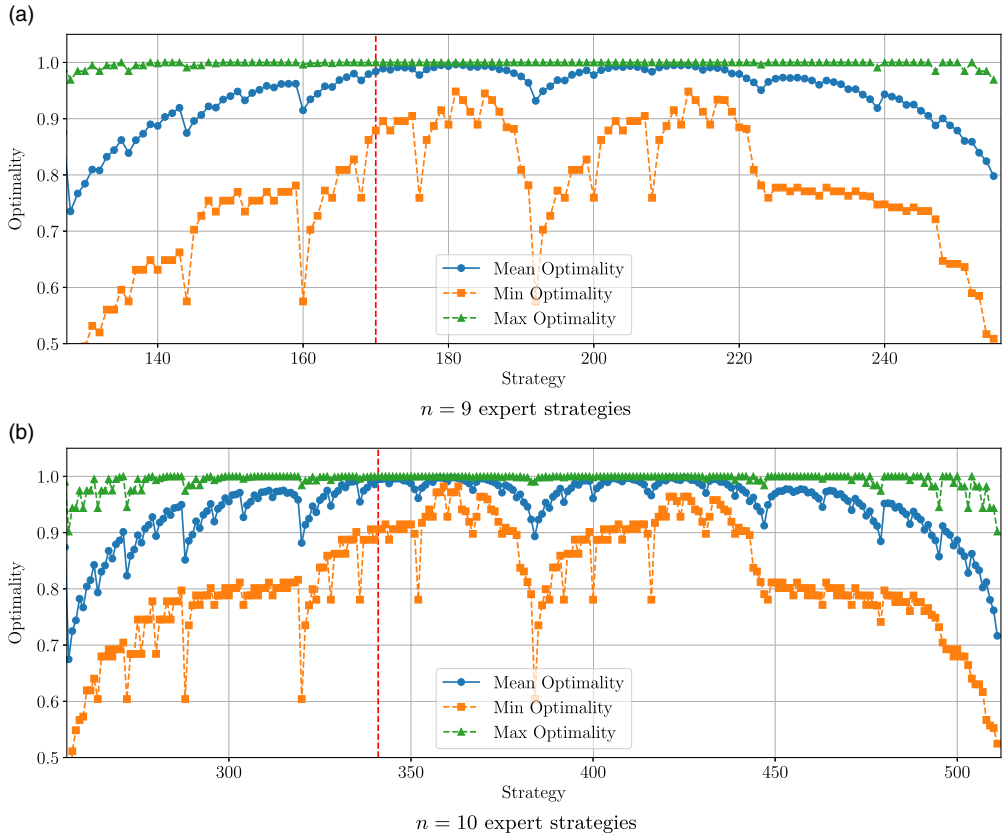 (a)
1.0
0.9
0.8
0.7
0.6
0.5
Optimality
Mean Optimality
Min Optimality
Max Optimality
140 160 180 200 220 240
Strategy
n = 9 expert strategies
(b)
1.0
0.9
0.8
0.7
0.6
0.5
Optimality
Mean Optimality
Min Optimality
Max Optimality
300 350 400 450 500
Strategy
n = 10 expert strategies